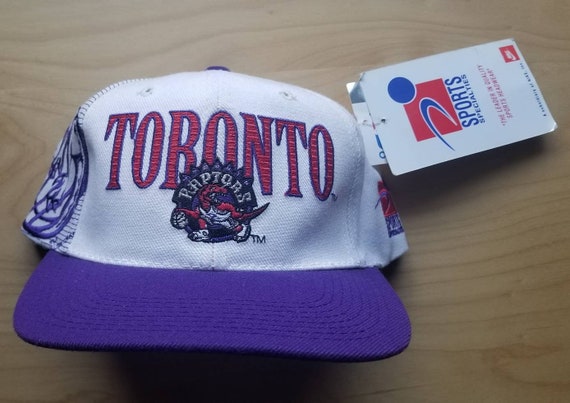 TORONTO
RAPTORS
TM
SPORTS
SPECIALTIES
"THE LEADER IN QUALITY
SPORTS HEADWEAR"